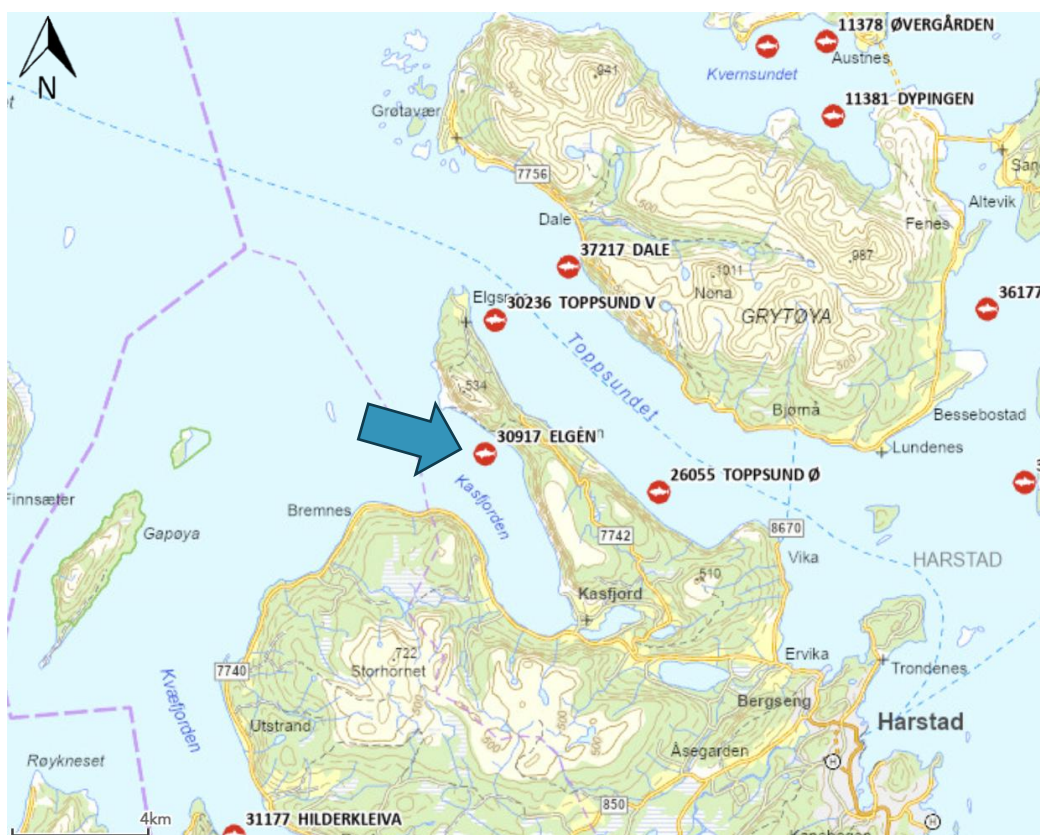 11378 ØVERGÅRDEN
Austnes
Kvernsundet
N
941
11381 DYPINGEN
Grøtavær
7756
500
Altevik
Dale
Fenes
37217 DALE
987
1011
Nona
30236 TOPPSUND V
GRYTØYA
36177
Toppsundet
500
534
Bjørnå
Bessebostad
30917 ELGEN
Lundenes
26055 TOPPSUND Ø
Finnsæter
Kasfjorden
Bremnes
Gapøya
7742
8670
Vika
HARSTAD
510
Kasfjord
722
Storhornet
Ervika
7740
Trondenes
Kvæfjorden
Bergseng
Utstrand
Harstad
Åsegarden
Røykneset
H
850
4km
31177 HILDERKLEIVA
H